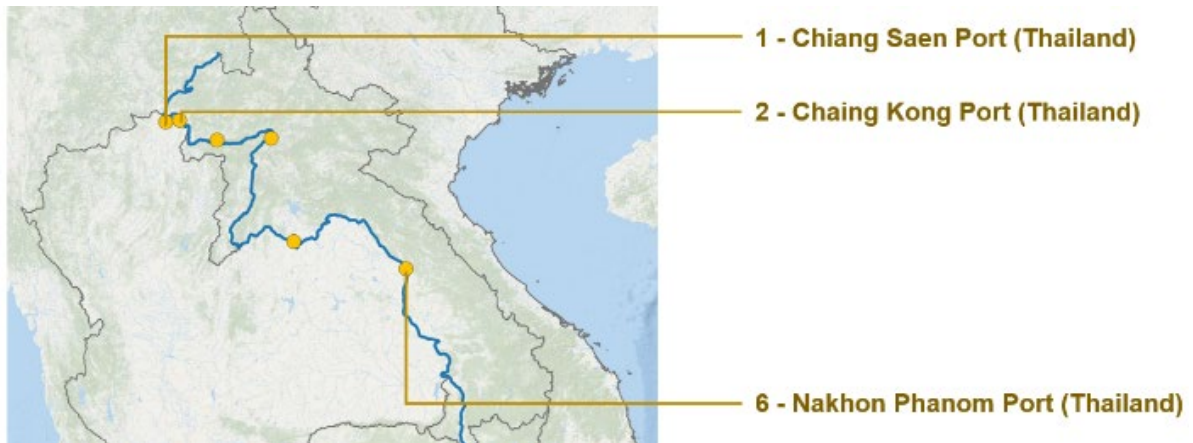 1 - Chiang Saen Port (Thailand)
2 - Chaing Kong Port (Thailand)
6 - Nakhon Phanom Port (Thailand)